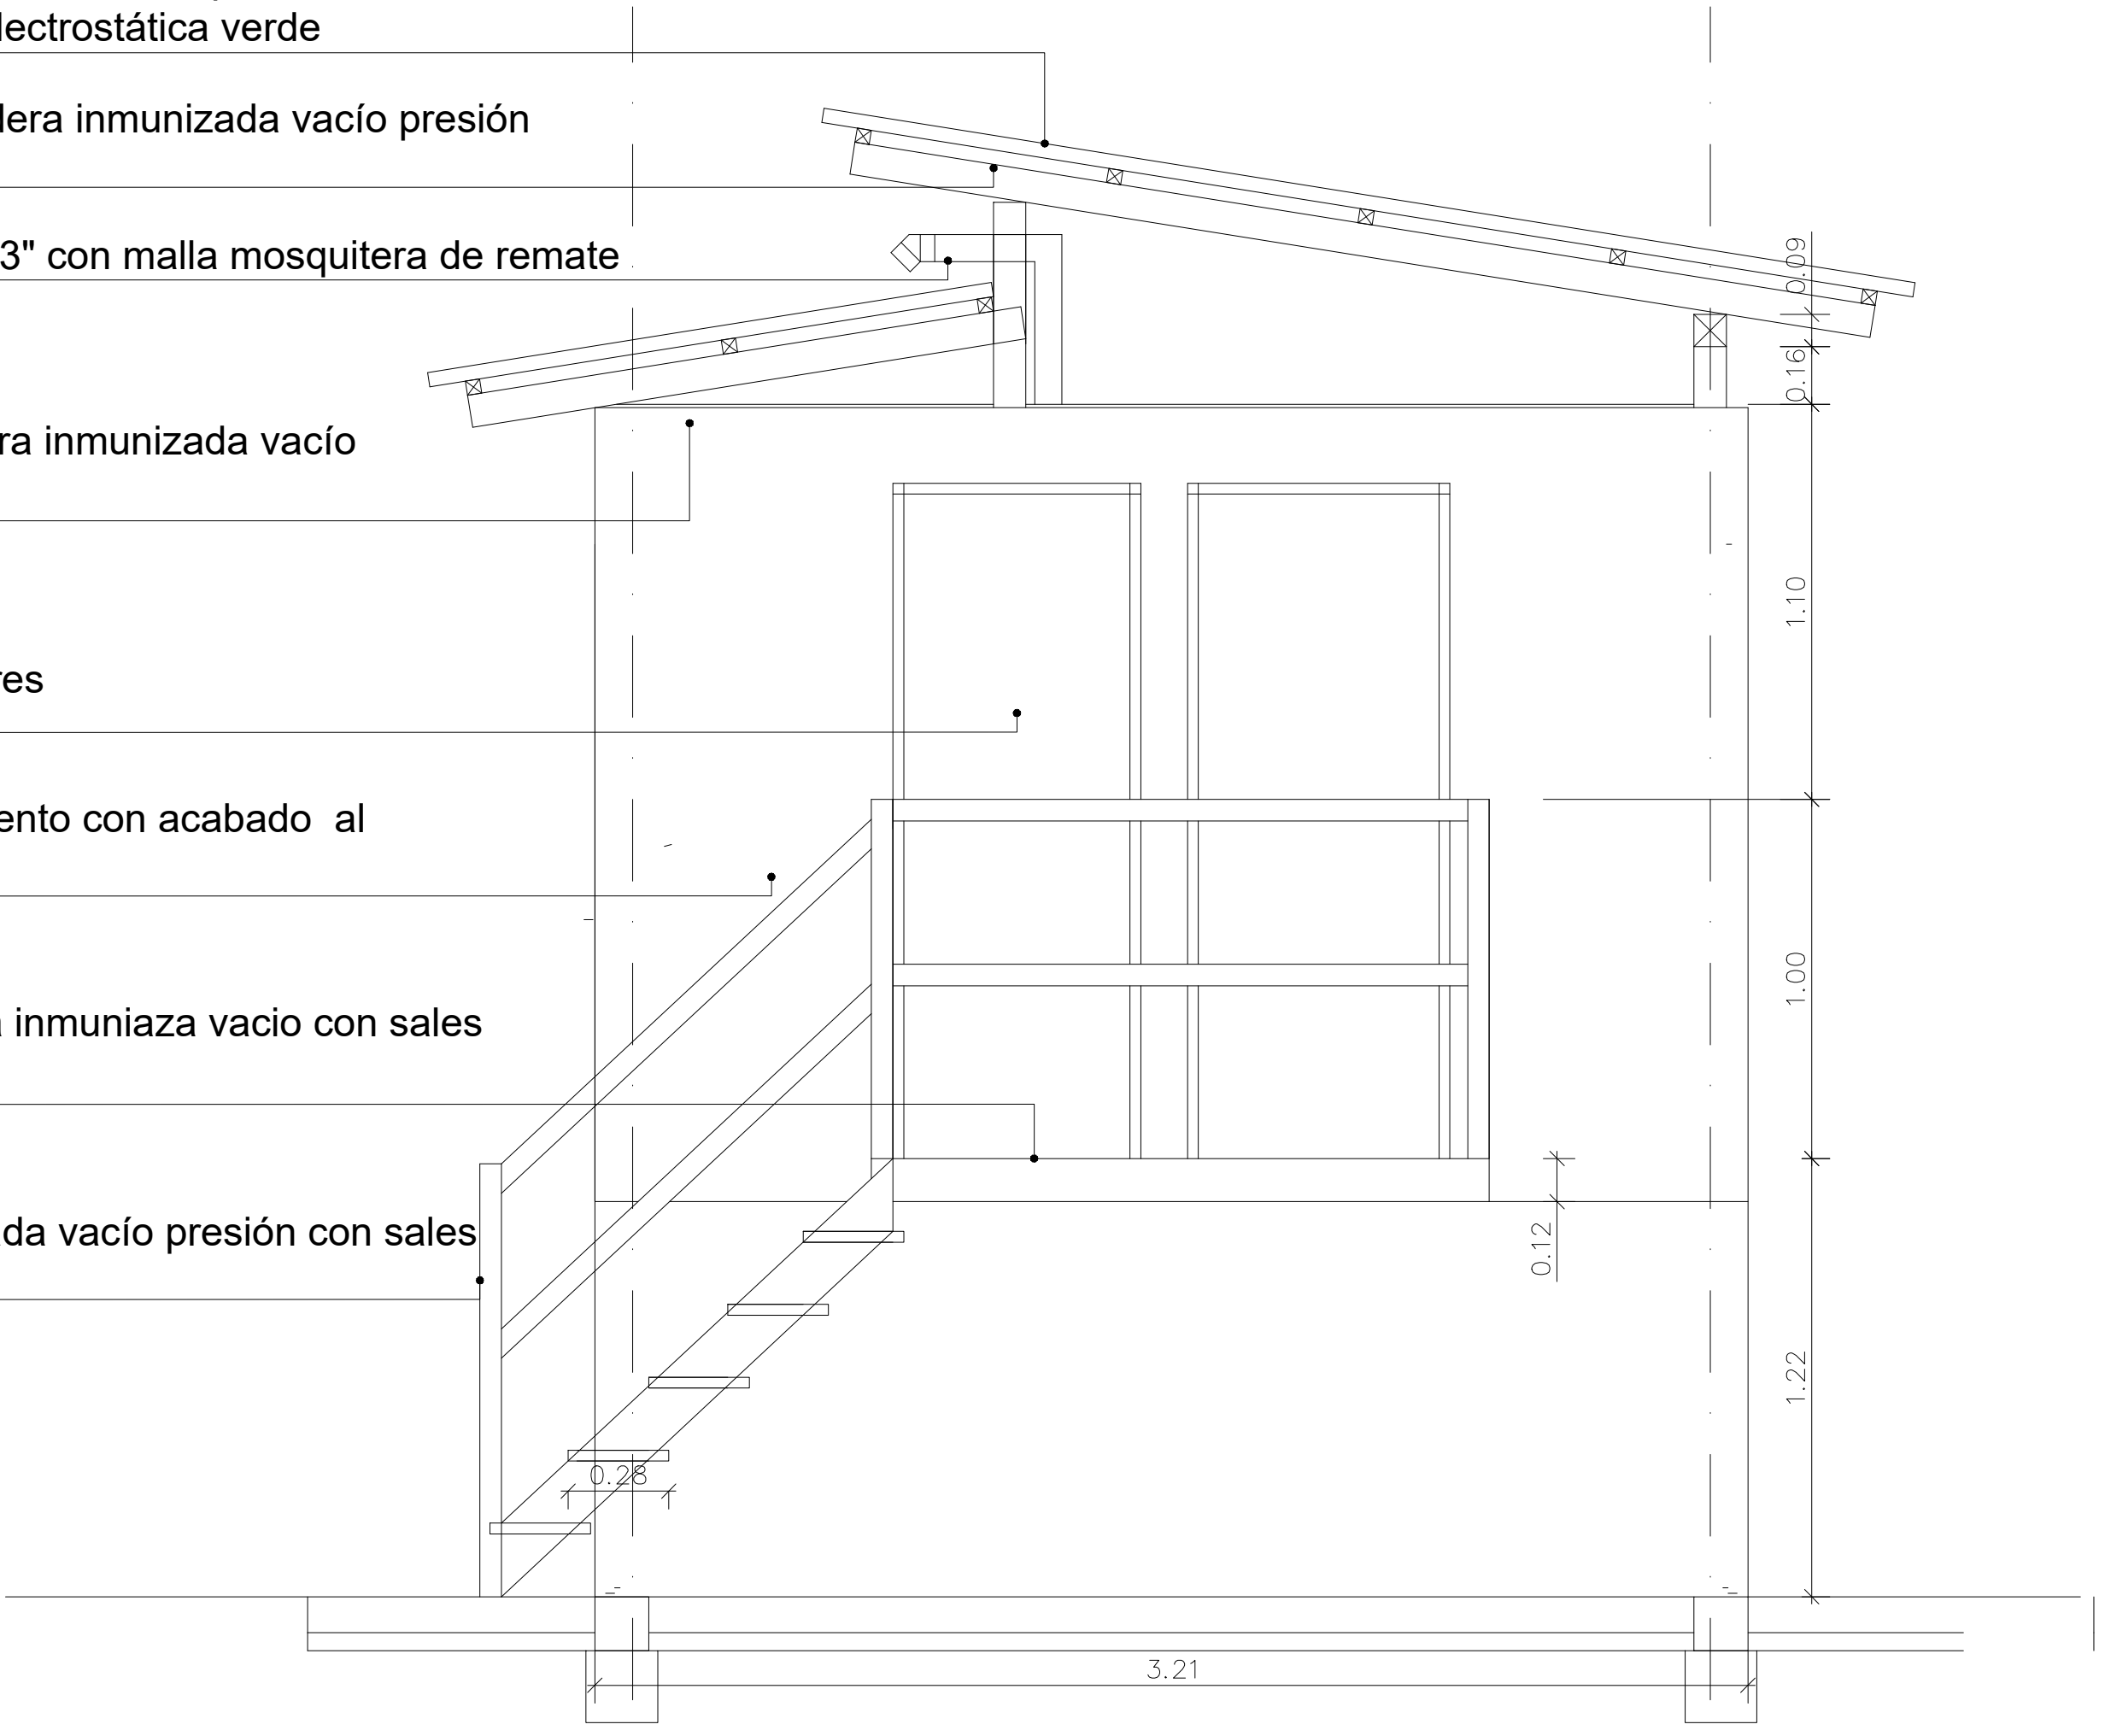 lectrostática verde
era inmunizada vacío presión
3" con malla mosquitera de remate
ra inmunizada vacío
res
ento con acabado al
inmuniaza vacio con sales
da vacío presión con sales
0.09
0.16
1.10
1.00
0.12
1.22
0.28
3.21